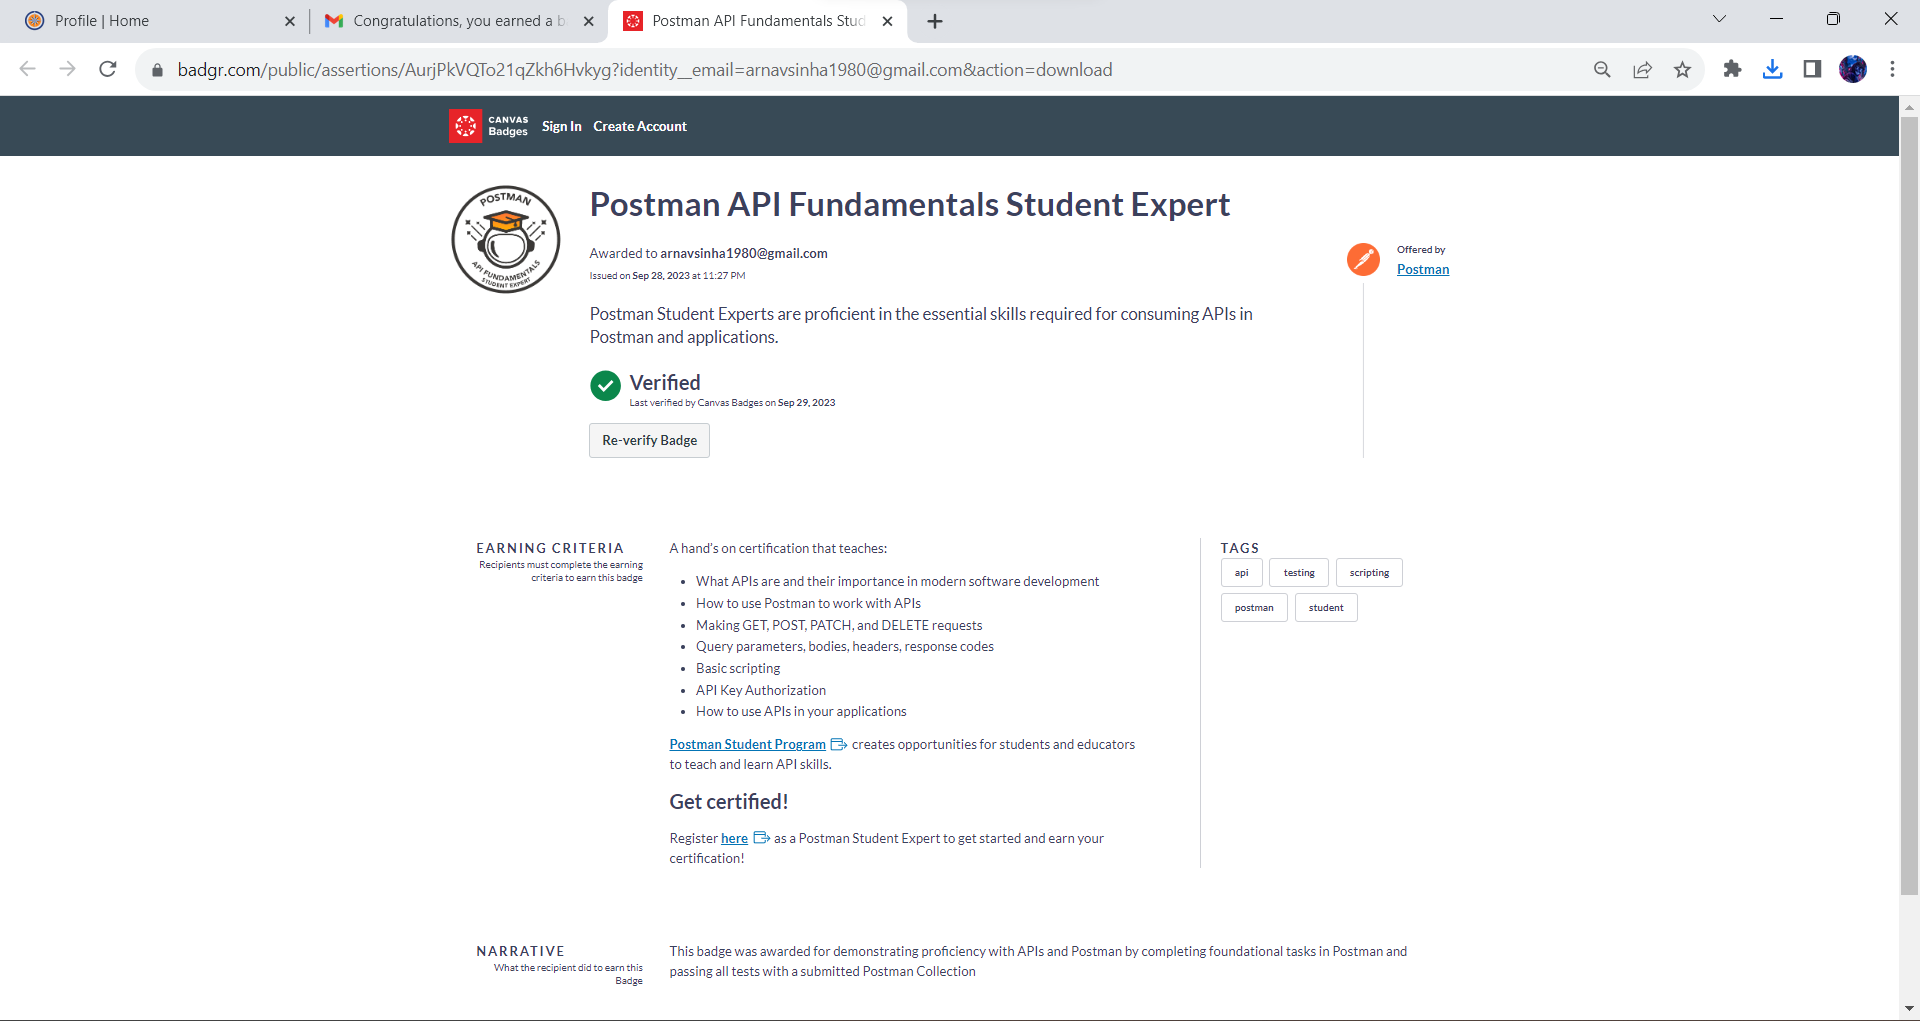 Profile | Home
Congratulations, you earned a b
Postman API Fundamentals Stud
badgr.com/public/assertions/AurjPkVQTo21qZkh6Hvkyg?identity__email=arnavsinha1980@gmail.com&action=download
CANVAS
Badges
Sign In
Create Account
POSTMAN
API FUNDAMENTALS
STUDENT EXPERT
Postman API Fundamentals Student Expert
Awarded to arnavsinha1980@gmail.com
Issued on Sep 28, 2023 at 11:27 PM
Offered by
Postman
Postman Student Experts are proficient in the essential skills required for consuming APIs in
Postman and applications.
Verified
Last verified by Canvas Badges on Sep 29, 2023
Re-verify Badge
EARNING CRITERIA
Recipients must complete the earning
criteria to earn this badge
A hand's on certification that teaches:
• What APIs are and their importance in modern software development
• How to use Postman to work with APIs
• Making GET, POST, PATCH, and DELETE requests
• Query parameters, bodies, headers, response codes
• Basic scripting
• API Key Authorization
• How to use APIs in your applications
Postman Student Program creates opportunities for students and educators
to teach and learn API skills.
Get certified!
Register here as a Postman Student Expert to get started and earn your
certification!
TAGS
api testing scripting
postman student
NARRATIVE
What the recipient did to earn this
Badge
This badge was awarded for demonstrating proficiency with APIs and Postman by completing foundational tasks in Postman and
passing all tests with a submitted Postman Collection